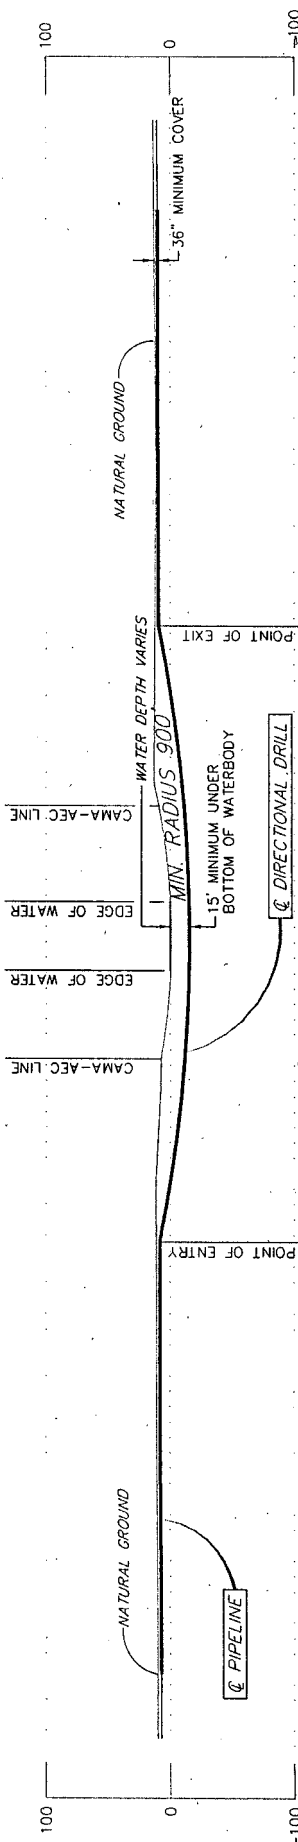 100
0
-100
NATURAL GROUND
℄ PIPELINE
POINT OF ENTRY
CAMA-AEC LINE
EDGE OF WATER
EDGE OF WATER
CAMA-AEC LINE
WATER DEPTH VARIES
MIN. RADIUS 900'
15' MINIMUM UNDER
BOTTOM OF WATERBODY
℄ DIRECTIONAL DRILL
POINT OF EXIT
NATURAL GROUND
36" MINIMUM COVER
100
0
-100